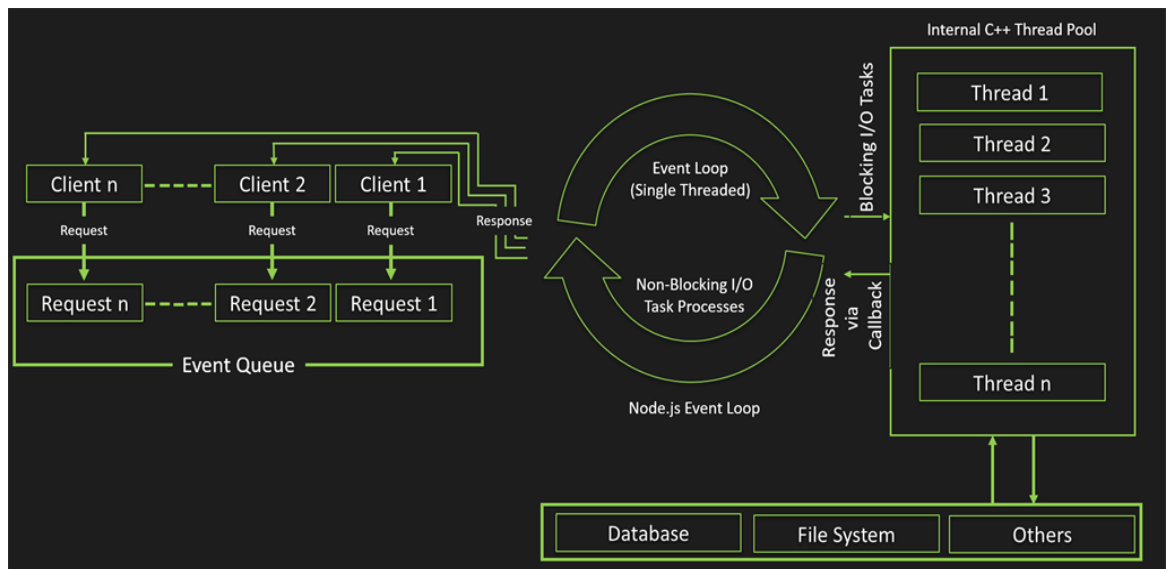 Internal C++ Thread Pool
Thread 1
Thread 2
Thread 3
Thread n
Blocking I/O Tasks
Response
via
Callback
Event Loop
(Single Threaded)
Non-Blocking I/O
Task Processes
Node.js Event Loop
Client n
Client 2
Client 1
Response
Request
Request
Request
Request n
Request 2
Request 1
Event Queue
Database
File System
Others